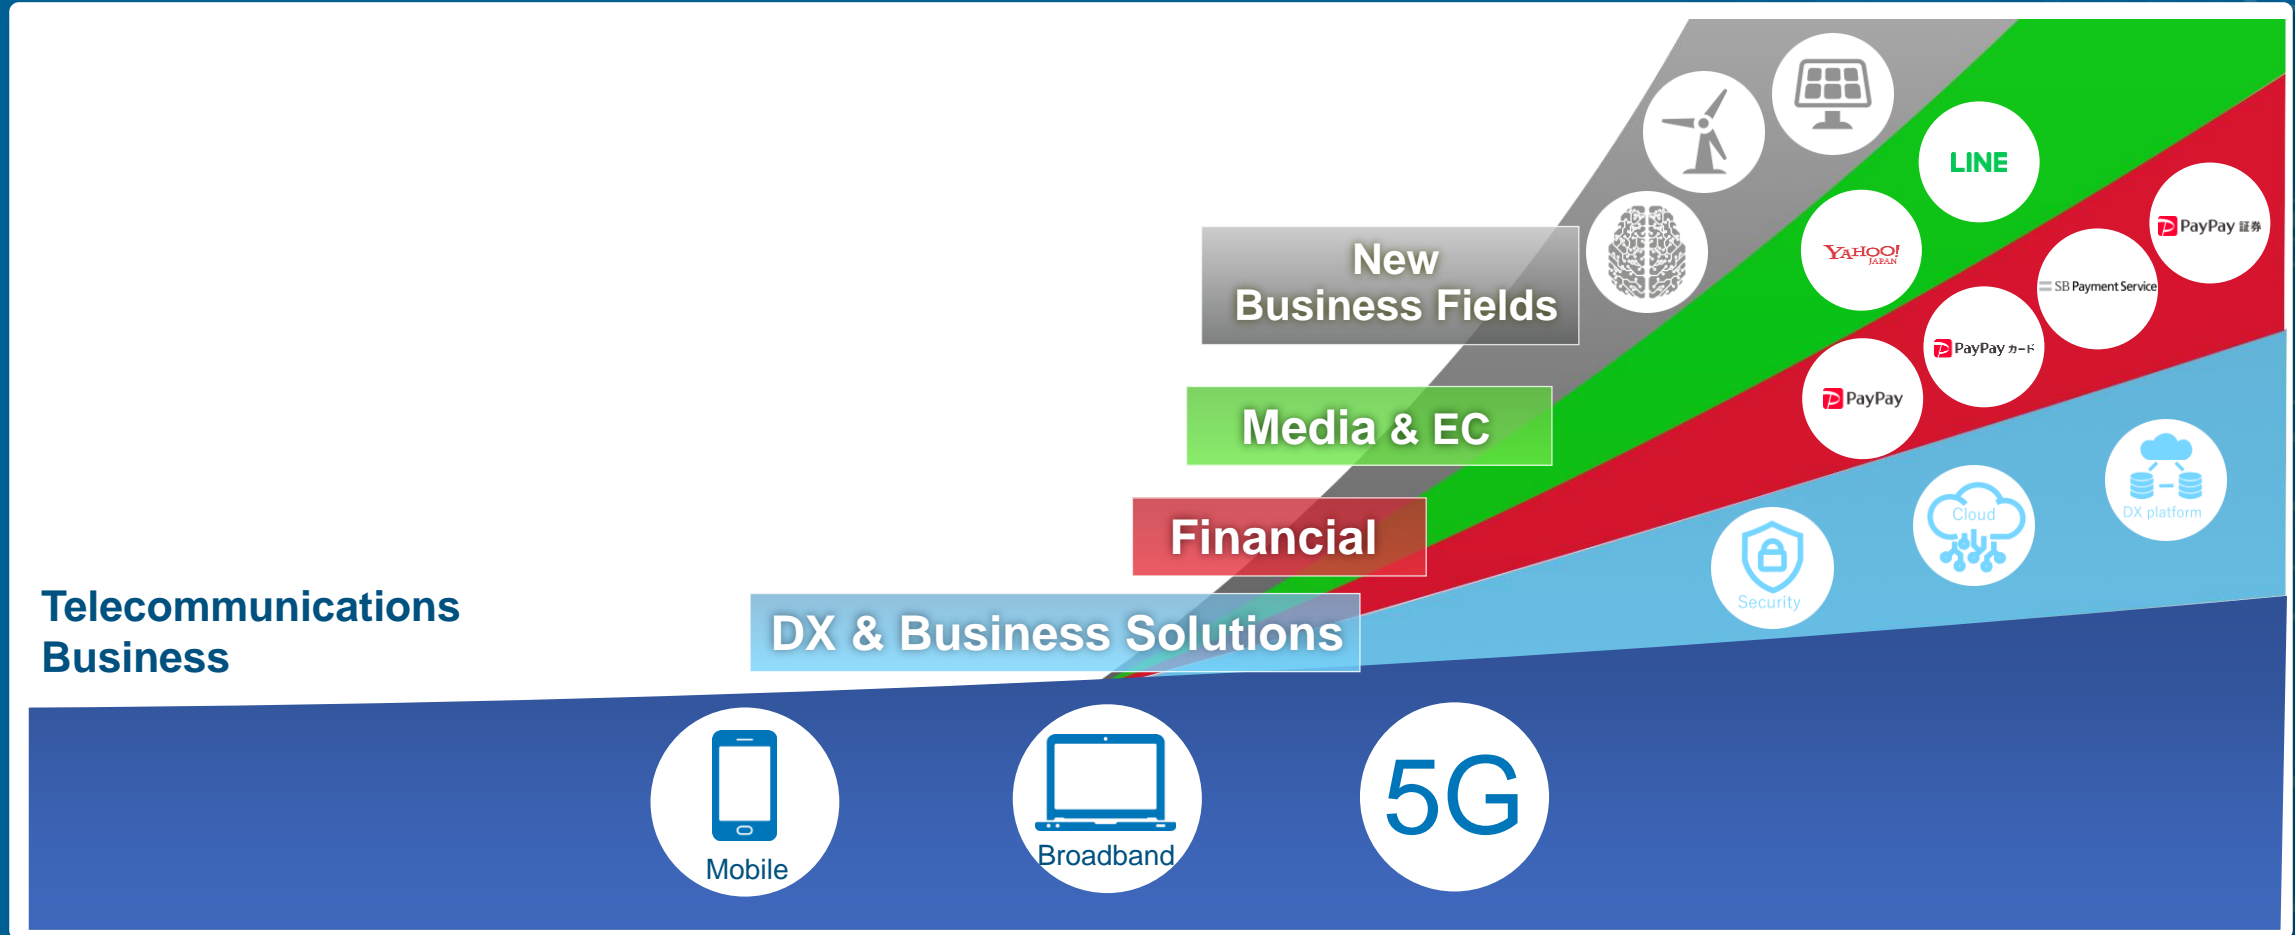 New
Business Fields
Media & EC
Financial
DX & Business Solutions
Telecommunications
Business
LINE
YAHOO!
JAPAN
PayPay 証券
SB Payment Service
PayPay カード
PayPay
Security
Cloud
DX platform
Mobile
Broadband
5G